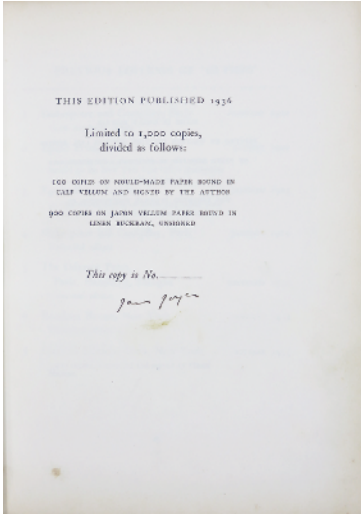 THIS EDITION PUBLISHED 1936
Limited to 1,000 copies,
divided as follows:
100 COPIES ON MOULD-MADE PAPER BOUND IN
CALF VELLUM AND SIGNED BY THE AUTHOR
900 COPIES ON JAPON VELLUM PAPER BOUND IN
LINEN BUCKRAM, UNSIGNED
This copy is No.
James Joyce